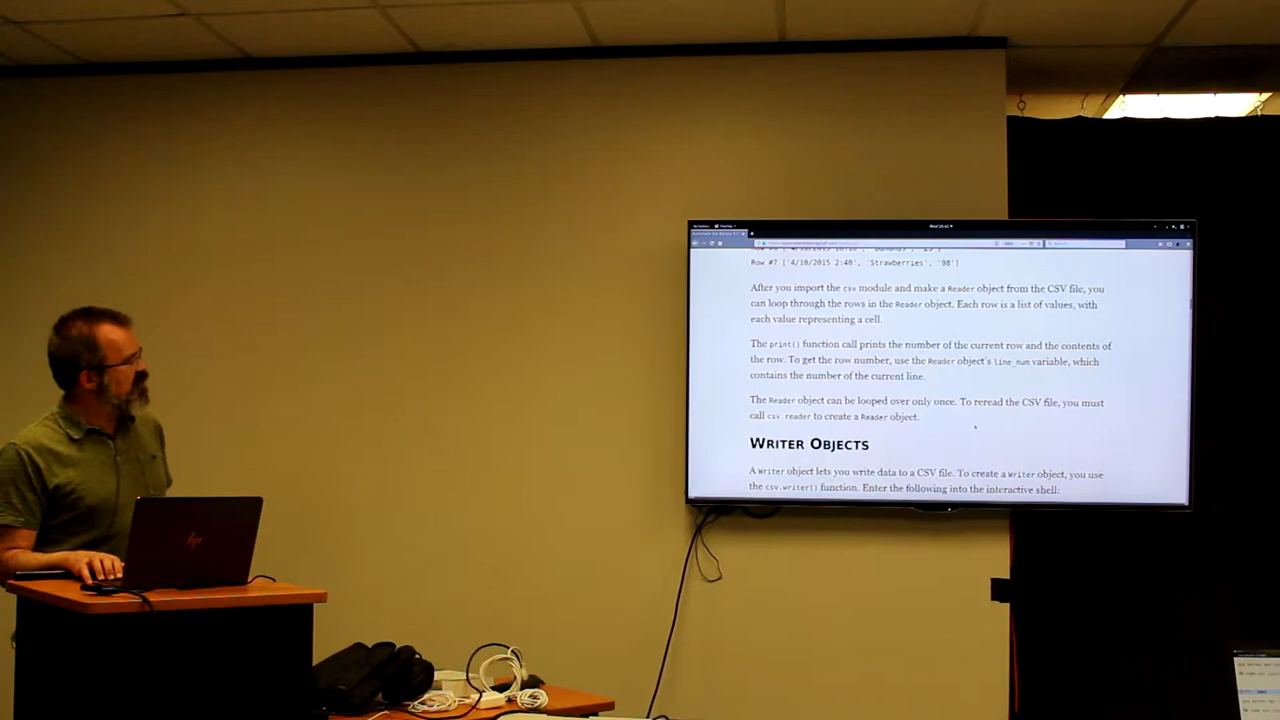 Row #7 ['4/10/2015 2:40', 'Strawberries', '98']
After you import the csv module and make a Reader object from the CSV file, you
can loop through the rows in the Reader object. Each row is a list of values, with
each value representing a cell.
The print() function call prints the number of the current row and the contents of
the row. To get the row number, use the Reader object's line_num variable, which
contains the number of the current line.
The Reader object can be looped over only once. To reread the CSV file, you must
call csv.reader to create a Reader object.
WRITER OBJECTS
A Writer object lets you write data to a CSV file. To create a Writer object, you use
the csv.writer() function. Enter the following into the interactive shell:
hp